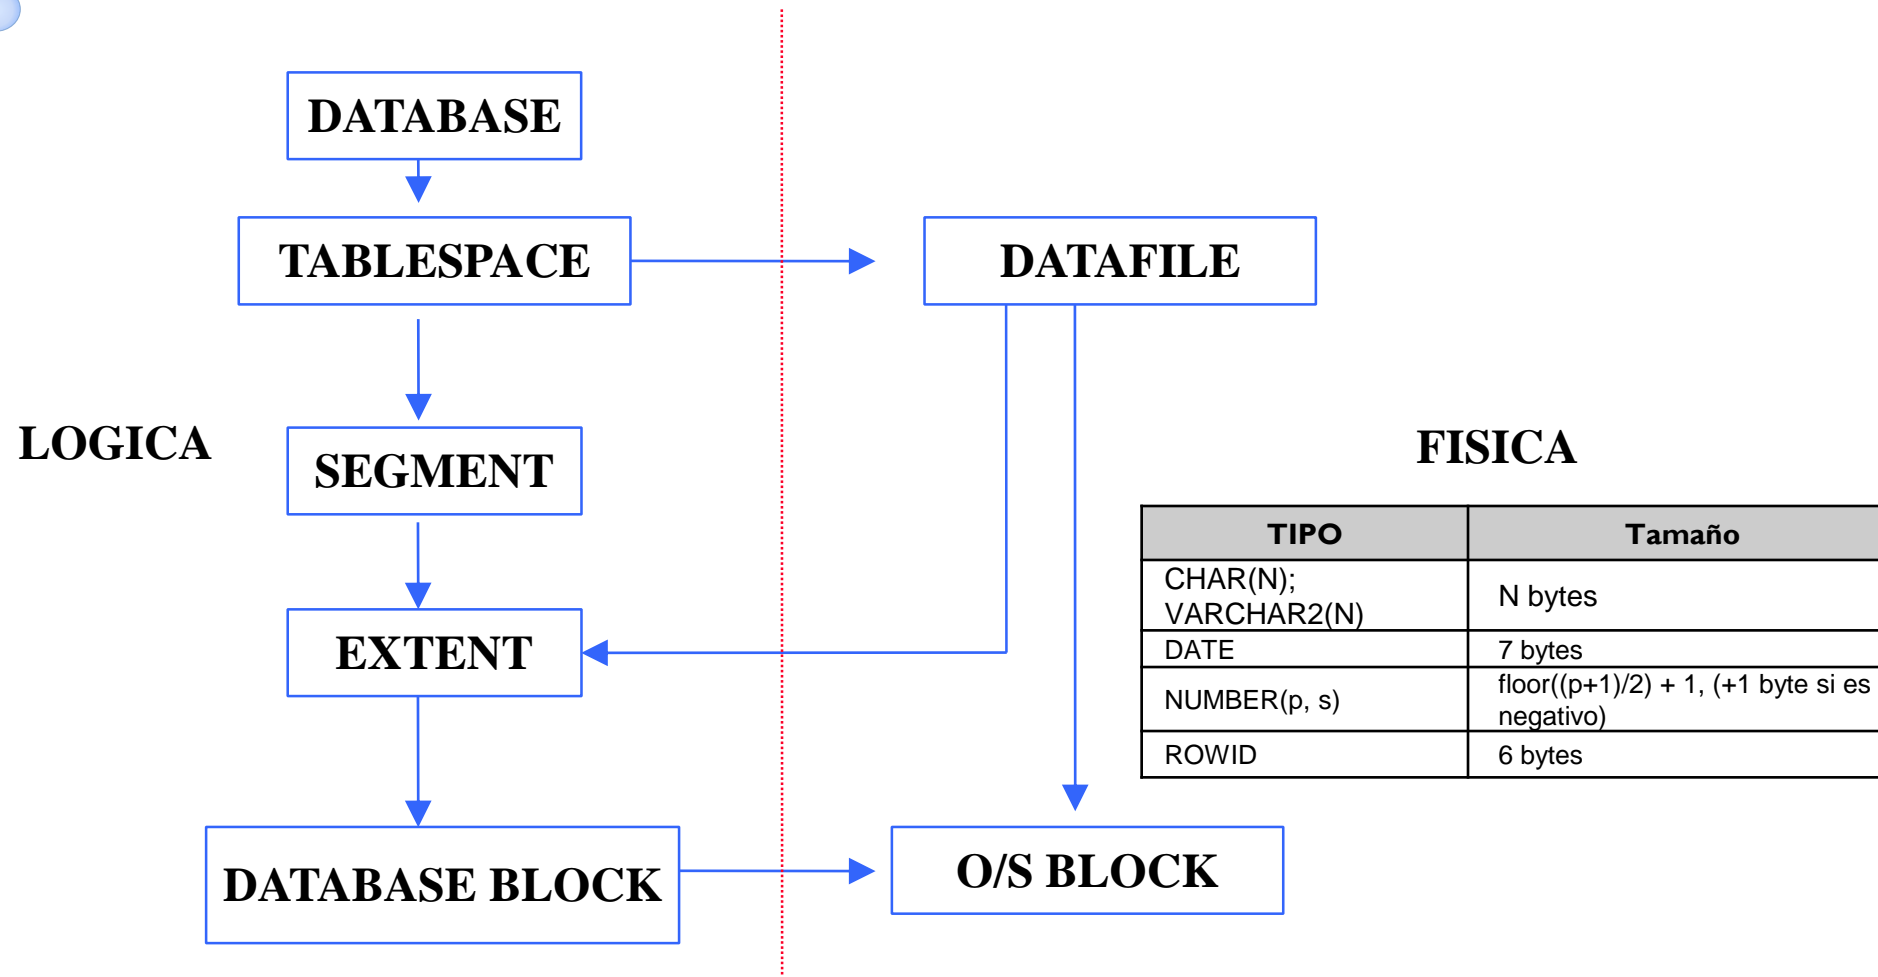 DATABASE
TABLESPACE
DATAFILE
LOGICA
SEGMENT
FISICA
EXTENT
DATABASE BLOCK
O/S BLOCK
TIPO
Tamaño
CHAR(N);
VARCHAR2(N)
N bytes
DATE
7 bytes
NUMBER(p, s)
floor((p+1)/2) + 1, (+1 byte si es
negativo)
ROWID
6 bytes